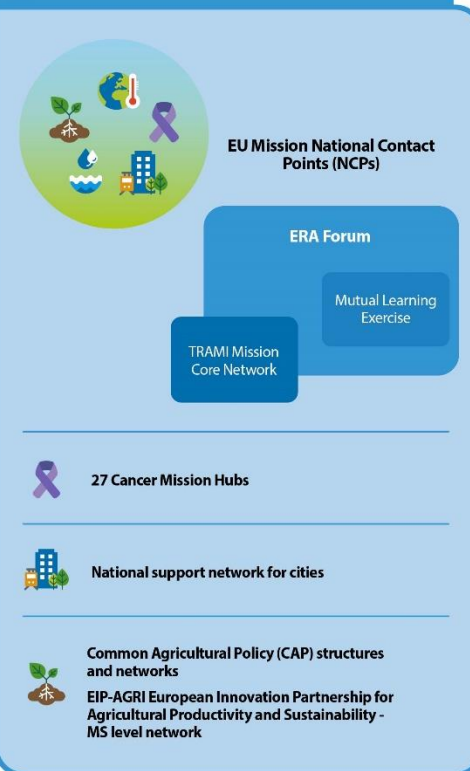 EU Mission National Contact
Points (NCPs)
ERA Forum
Mutual Learning
Exercise
TRAMI Mission
Core Network
27 Cancer Mission Hubs
National support network for cities
Common Agricultural Policy (CAP) structures
and networks
EIP-AGRI European Innovation Partnership for
Agricultural Productivity and Sustainability -
MS level network